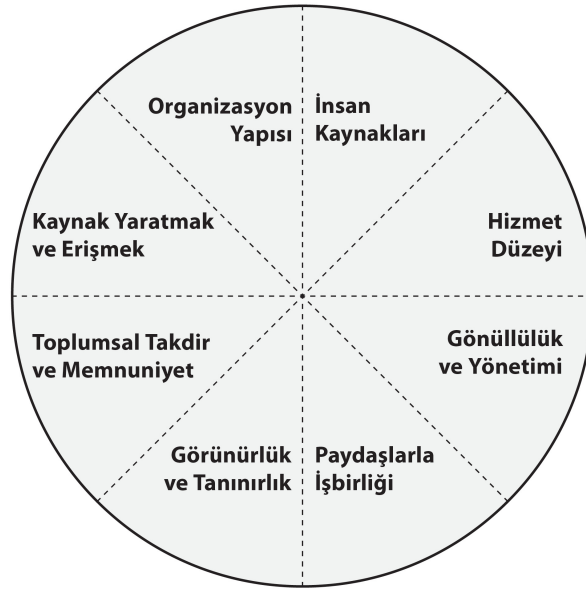 Organizasyon
Yapısı
İnsan
Kaynakları
Kaynak Yaratmak
ve Erişmek
Hizmet
Düzeyi
Toplumsal Takdir
ve Memnuniyet
Gönüllülük
ve Yönetimi
Görünürlük
ve Tanınırlık
Paydaşlarla
İşbirliği